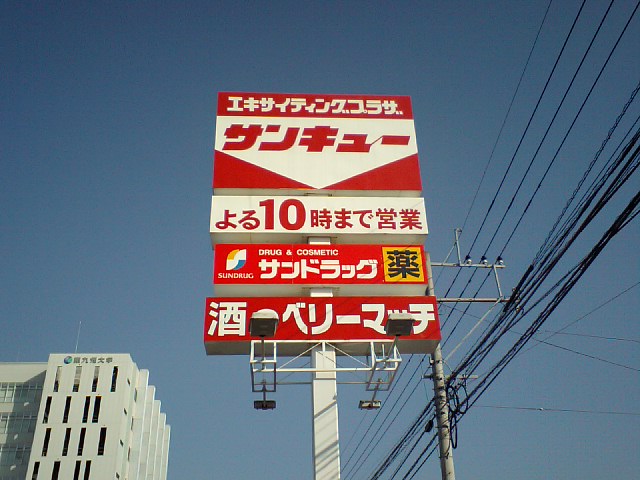 エキサイティングプラザ
サンキュー
よる10時まで営業
DRUG & COSMETIC
SUNDRUG サンドラッグ 薬
酒のベリーマッチ